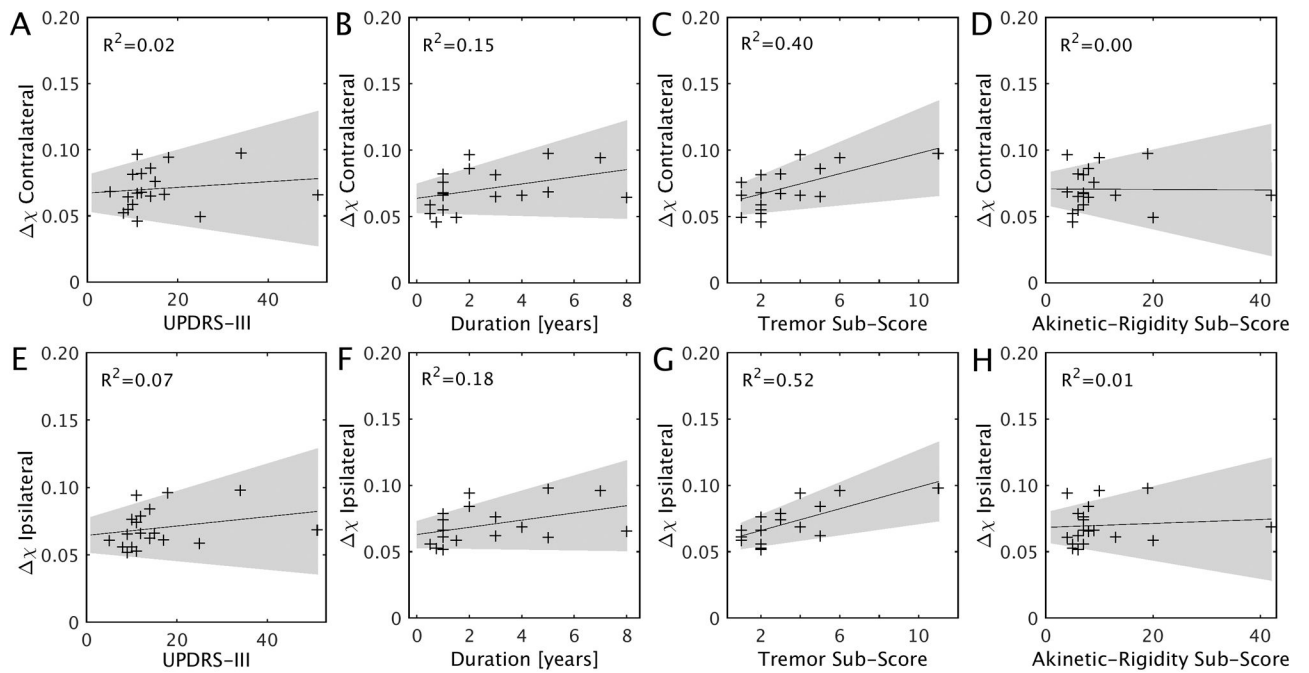 A
R²=0.02
Δχ Contralateral
0.20
0.15
0.10
0.05
0
0 20 40
UPDRS-III
B
R²=0.15
Δχ Contralateral
0.20
0.15
0.10
0.05
0
0 2 4 6 8
Duration [years]
C
R²=0.40
Δχ Contralateral
0.20
0.15
0.10
0.05
0
2 6 10
Tremor Sub-Score
D
R²=0.00
Δχ Contralateral
0.20
0.15
0.10
0.05
0
0 20 40
Akinetic-Rigidity Sub-Score
E
R²=0.07
Δχ Ipsilateral
0.20
0.15
0.10
0.05
0
0 20 40
UPDRS-III
F
R²=0.18
Δχ Ipsilateral
0.20
0.15
0.10
0.05
0
0 2 4 6 8
Duration [years]
G
R²=0.52
Δχ Ipsilateral
0.20
0.15
0.10
0.05
0
2 6 10
Tremor Sub-Score
H
R²=0.01
Δχ Ipsilateral
0.20
0.15
0.10
0.05
0
0 20 40
Akinetic-Rigidity Sub-Score